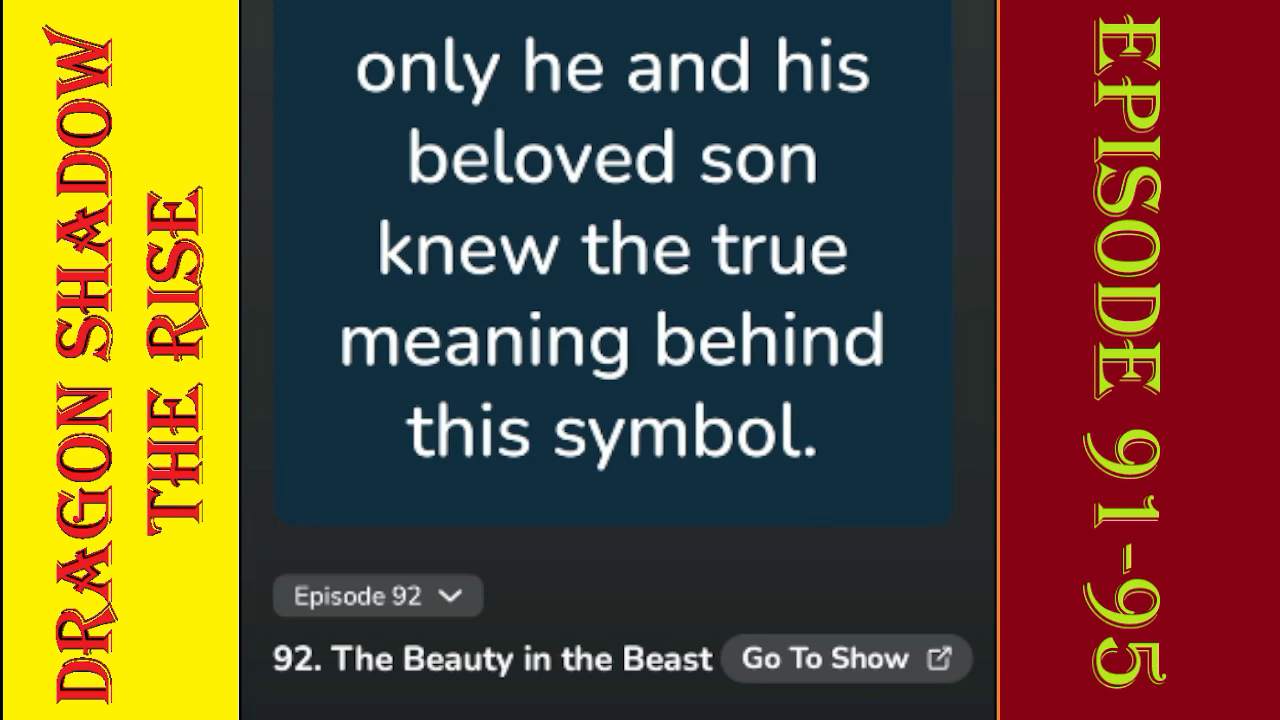 DRAGON SHADOW
THE RISE
only he and his
beloved son
knew the true
meaning behind
this symbol.
Episode 92
92. The Beauty in the Beast
Go To Show
EPISODE 91-95